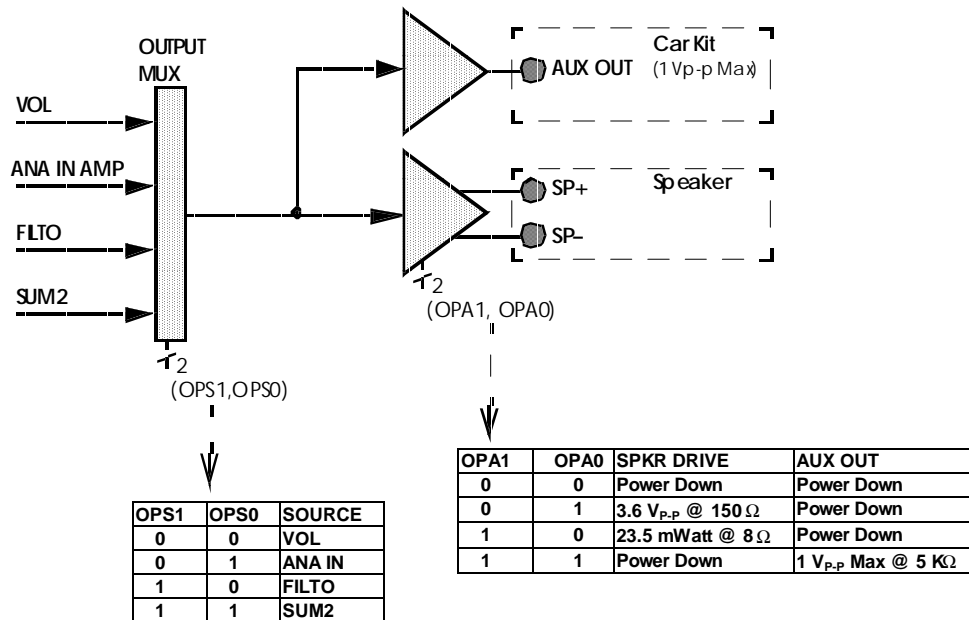 OUTPUT
MUX
VOL
ANA IN AMP
FILTO
SUM2
2
(OPS1,OPS0)
Car Kit
(1 Vp-p Max)
AUX OUT
Speaker
SP+
SP–
2
(OPA1, OPA0)
OPA1 OPA0 SPKR DRIVE AUX OUT
0 0 Power Down Power Down
0 1 3.6 VP-P @ 150 Ω Power Down
1 0 23.5 mWatt @ 8 Ω Power Down
1 1 Power Down 1 VP-P Max @ 5 KΩ
OPS1 OPS0 SOURCE
0 0 VOL
0 1 ANA IN
1 0 FILTO
1 1 SUM2